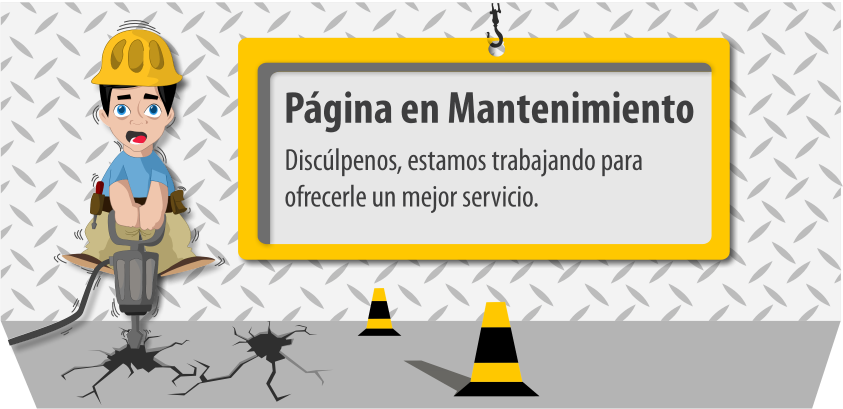 Página en Mantenimiento
Discúlpenos, estamos trabajando para
ofrecerle un mejor servicio.